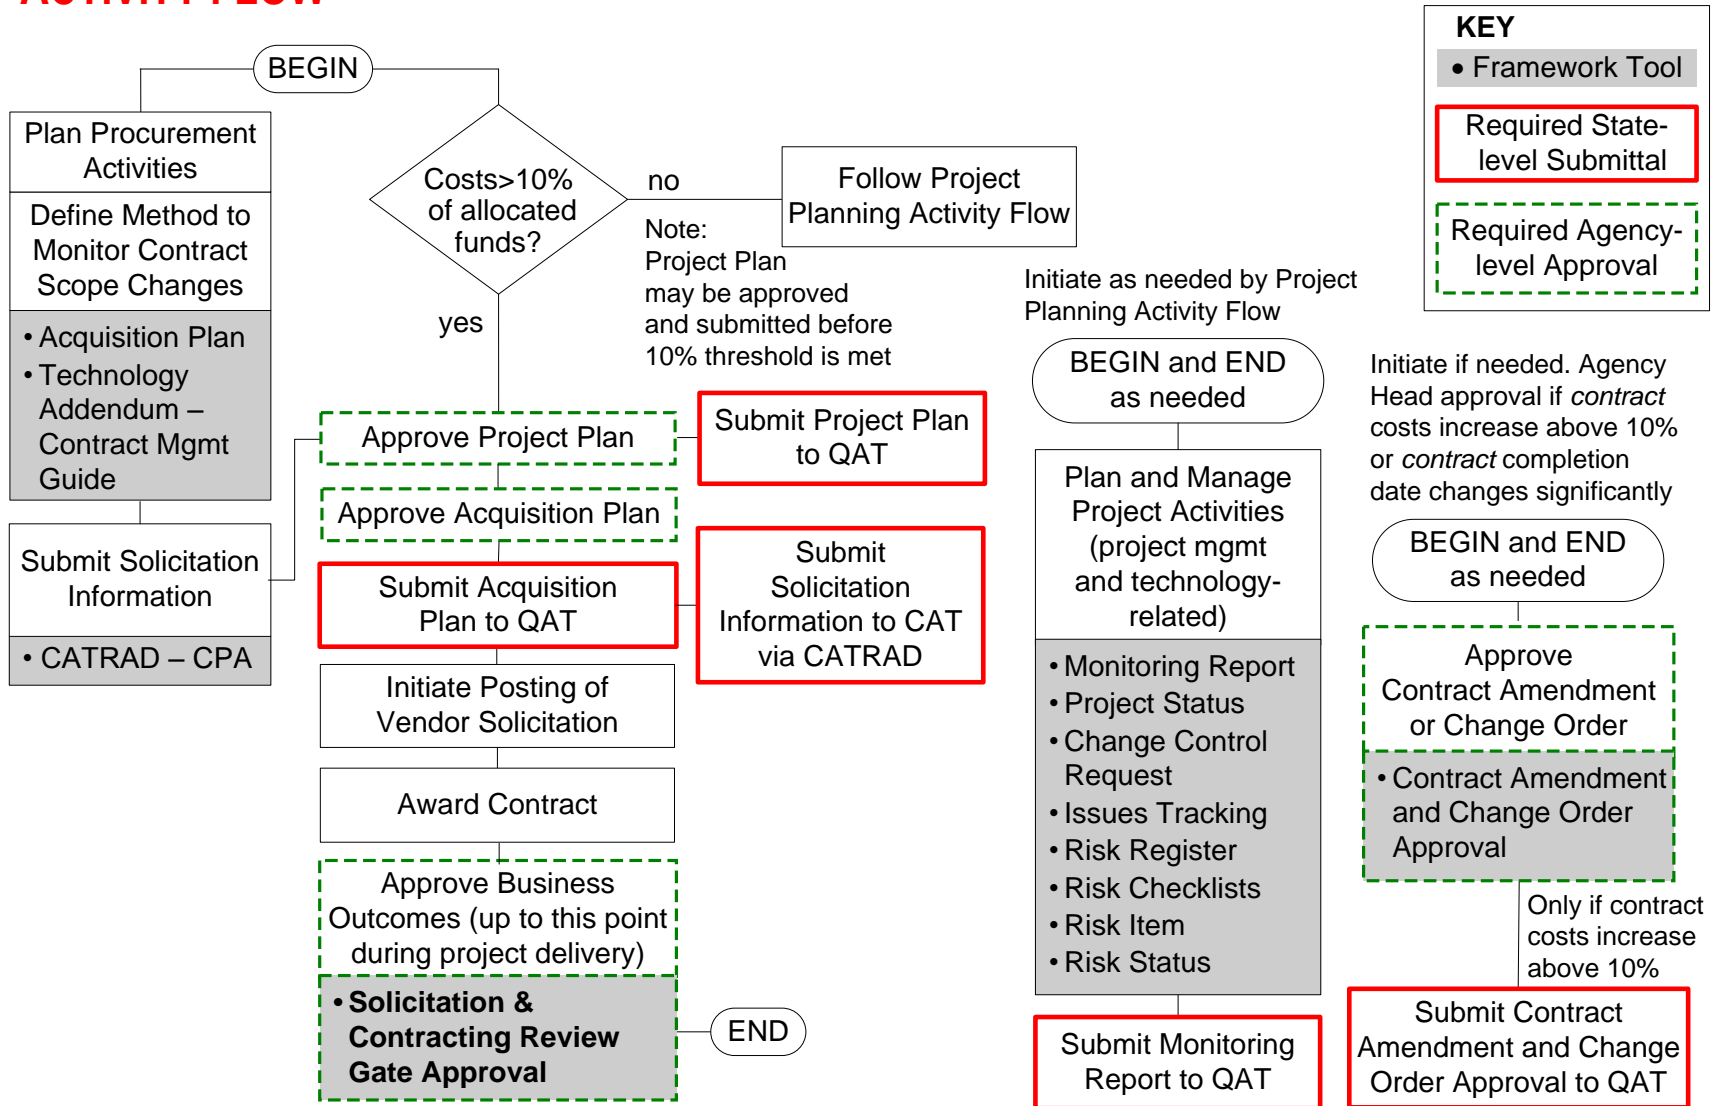 BEGIN
Plan Procurement
Activities
Define Method to
Monitor Contract
Scope Changes
• Acquisition Plan
• Technology
Addendum –
Contract Mgmt
Guide
Submit Solicitation
Information
• CATRAD – CPA
Costs>10%
of allocated
funds?
no
yes
Follow Project
Planning Activity Flow
Note:
Project Plan
may be approved
and submitted before
10% threshold is met
Approve Project Plan
Submit Project Plan
to QAT
Approve Acquisition Plan
Submit Acquisition
Plan to QAT
Submit
Solicitation
Information to CAT
via CATRAD
Initiate Posting of
Vendor Solicitation
Award Contract
Approve Business
Outcomes (up to this point
during project delivery)
• Solicitation &
Contracting Review
Gate Approval
END
Initiate as needed by Project
Planning Activity Flow
BEGIN and END
as needed
Plan and Manage
Project Activities
(project mgmt
and technology-
related)
• Monitoring Report
• Project Status
• Change Control
Request
• Issues Tracking
• Risk Register
• Risk Checklists
• Risk Item
• Risk Status
Submit Monitoring
Report to QAT
KEY
• Framework Tool
Required State-
level Submittal
Required Agency-
level Approval
Initiate if needed. Agency
Head approval if contract
costs increase above 10%
or contract completion
date changes significantly
BEGIN and END
as needed
Approve
Contract Amendment
or Change Order
• Contract Amendment
and Change Order
Approval
Only if contract
costs increase
above 10%
Submit Contract
Amendment and Change
Order Approval to QAT